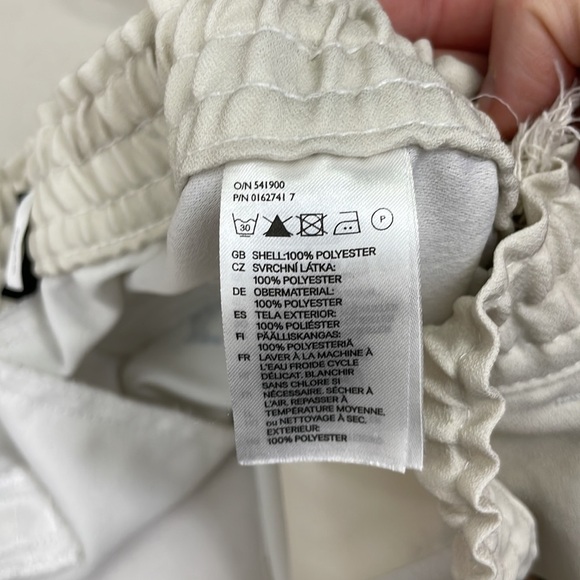 O/N 541900
P/N 0162741 7
30
P
GB SHELL:100% POLYESTER
CZ SVRCHNÍ LÁTKA:
100% POLYESTER
DE OBERMATERIAL:
100% POLYESTER
ES TELA EXTERIOR:
100% POLIÉSTER
FI PÄÄLLISKANGAS:
100% POLYESTERIÄ
FR LAVER À LA MACHINE À
L'EAU FROIDE CYCLE
DÉLICAT. BLANCHIR
SANS CHLORE SI
NÉCESSAIRE. SÉCHER À
L'AIR. REPASSER À
TEMPÉRATURE MOYENNE.
ou NETTOYAGE À SEC.
EXTERIEUR:
100% POLYESTER